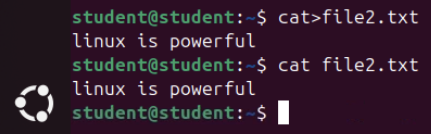 student@student:~$ cat>file2.txt
linux is powerful
student@student:~$ cat file2.txt
linux is powerful
student@student:~$